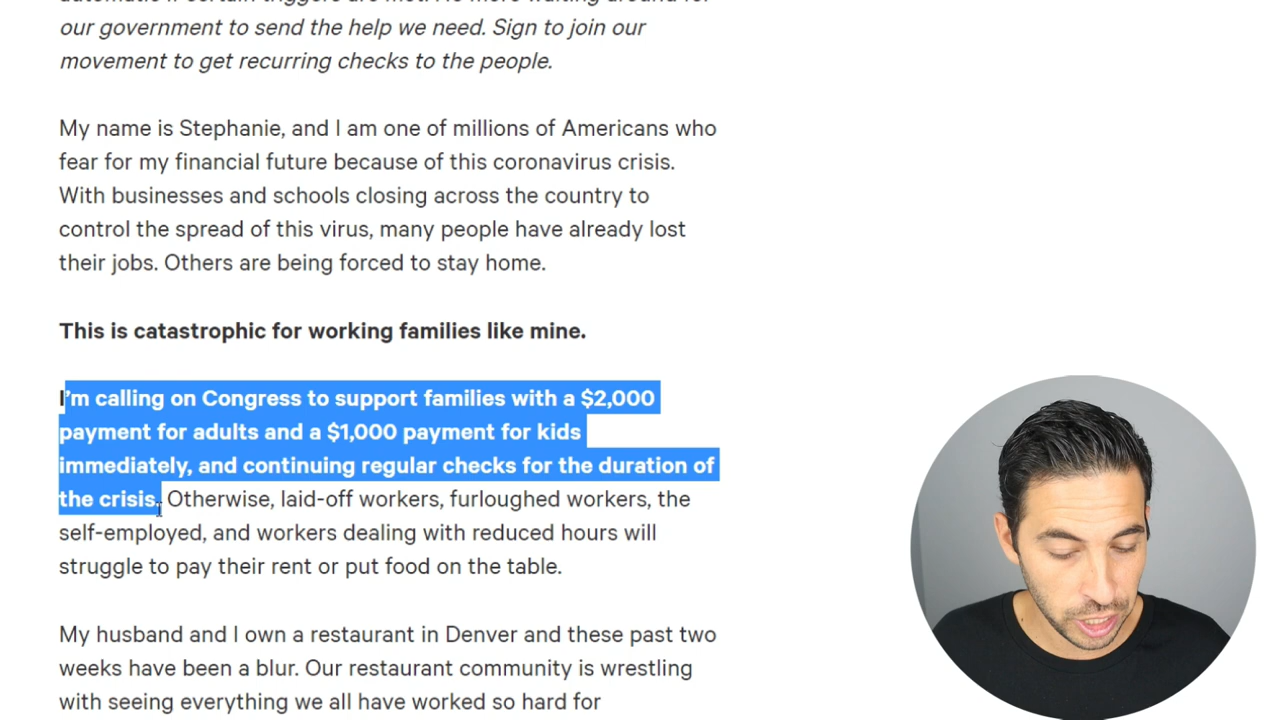 our government to send the help we need. Sign to join our
movement to get recurring checks to the people.
My name is Stephanie, and I am one of millions of Americans who
fear for my financial future because of this coronavirus crisis.
With businesses and schools closing across the country to
control the spread of this virus, many people have already lost
their jobs. Others are being forced to stay home.
This is catastrophic for working families like mine.
I'm calling on Congress to support families with a $2,000
payment for adults and a $1,000 payment for kids
immediately, and continuing regular checks for the duration of
the crisis. Otherwise, laid-off workers, furloughed workers, the
self-employed, and workers dealing with reduced hours will
struggle to pay their rent or put food on the table.
My husband and I own a restaurant in Denver and these past two
weeks have been a blur. Our restaurant community is wrestling
with seeing everything we all have worked so hard for